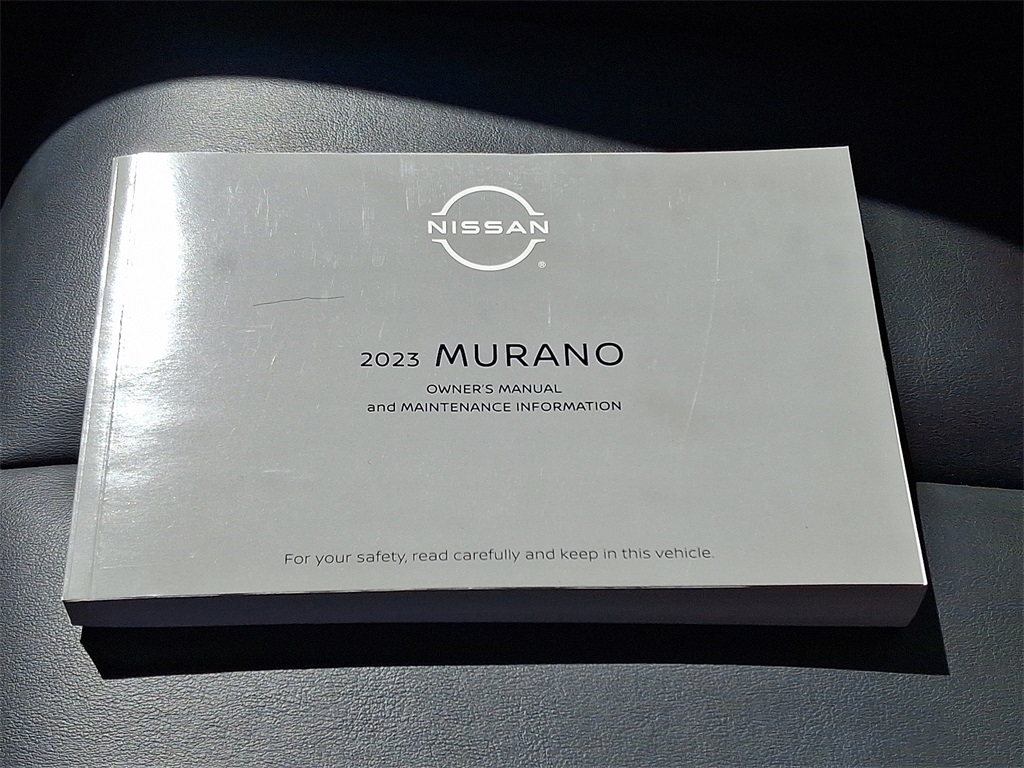 NISSAN
®
2023 MURANO
OWNER'S MANUAL
and MAINTENANCE INFORMATION
For your safety, read carefully and keep in this vehicle.